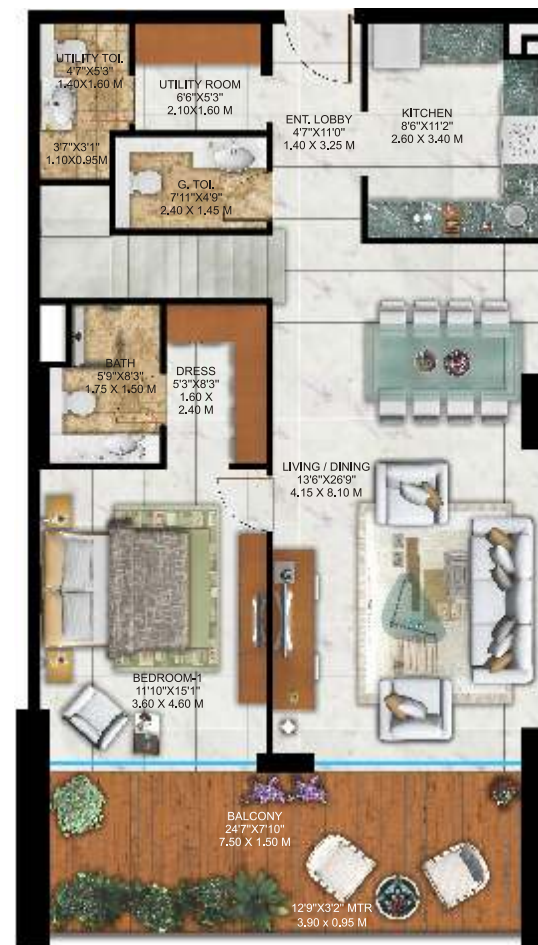 UTILITY TOI.
4'7"X5'3"
1.40X1.60 M
3'7"X3'1"
1.10X0.95M
UTILITY ROOM
6'6"X5'3"
2.10X1.60 M
ENT. LOBBY
4'7"X11'0"
1.40 X 3.25 M
KITCHEN
8'6"X11'2"
2.60 X 3.40 M
G. TOI.
7'11"X4'9"
2.40 X 1.45 M
BATH
5'9"X8'3"
1.75 X 1.50 M
DRESS
5'3"X8'3"
1.60 X
2.40 M
LIVING / DINING
13'6"X26'9"
4.15 X 8.10 M
BEDROOM-1
11'10"X15'1"
3.60 X 4.60 M
BALCONY
24'7"X7'10"
7.50 X 1.50 M
12'9"X3'2" MTR
3.90 x 0.95 M